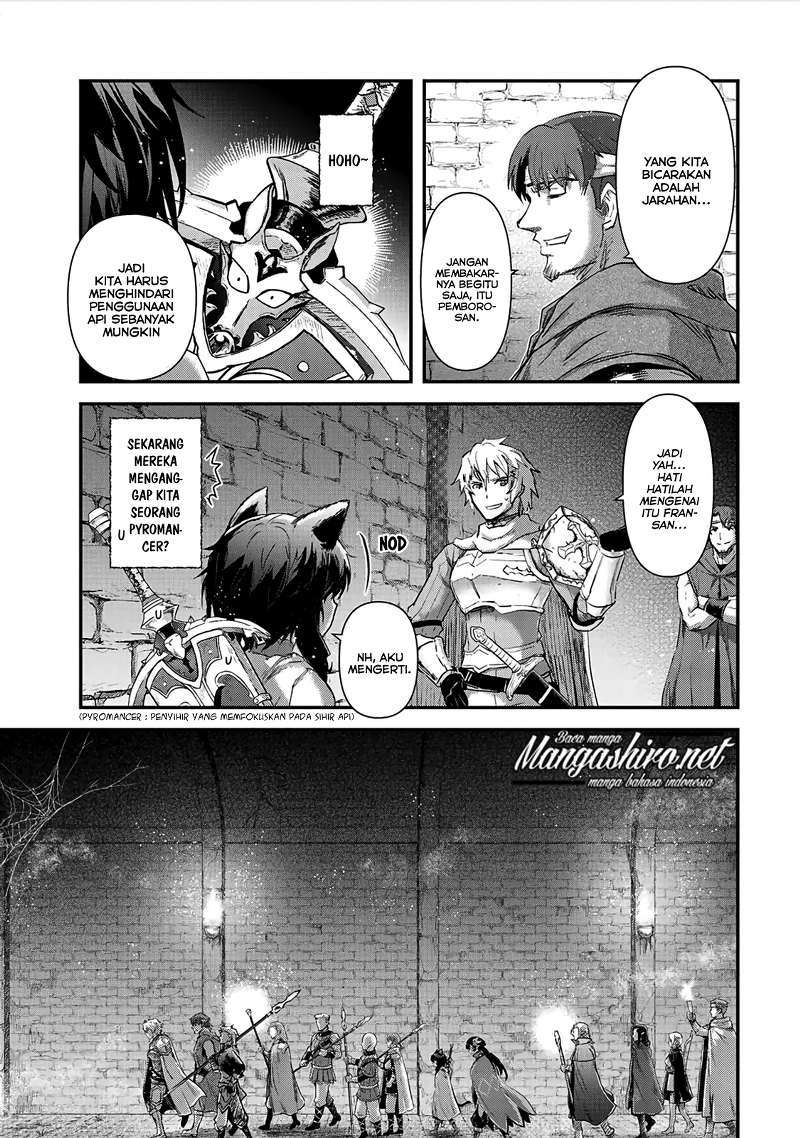 YANG KITA
BICARAKAN
ADALAH
JARAHAN...
JANGAN
MEMBAKAR-
NYA BEGITU
SAJA, ITU
PEMBORO-
SAN.
HOHO~
JADI
KITA HARUS
MENGHINDARI
PENGGUNAAN
API SEBANYAK
MUNGKIN
JADI
YAH...
HATI
HATILAH
MENGENAI
ITU FRAN-
SAN...
NOD
NH, AKU
MENGERTI.
SEKARANG
MEREKA
MENGANG-
GAP KITA
SEORANG
PYROMAN-
CER?
(PYROMANCER : PENYIHIR YANG MEMFOKUSKAN PADA SIHIR API)
Baca manga
Mangashiro.net
manga bahasa indonesia